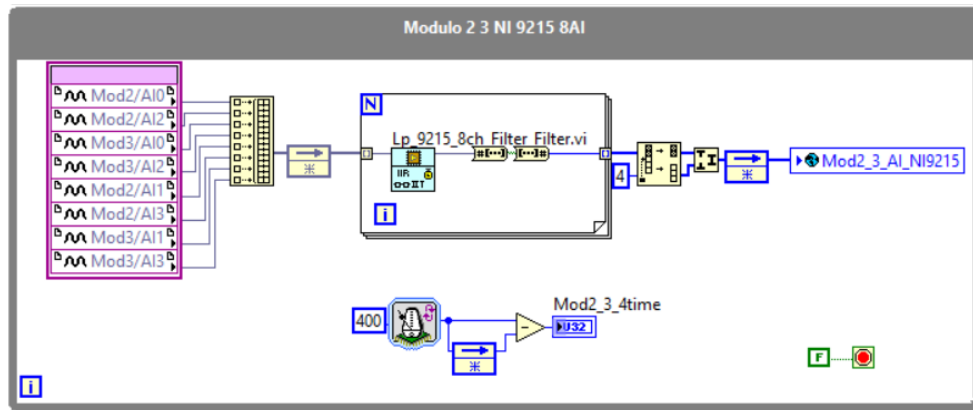 Modulo 2 3 NI 9215 8AI
Mod2/AI0
Mod2/AI2
Mod3/AI0
Mod3/AI2
Mod2/AI1
Mod2/AI3
Mod3/AI1
Mod3/AI3
N
Lp_9215_8ch_Filter_Filter.vi
IIR
#[...] [...]#
i
4
Mod2_3_AI_NI9215
400
Mod2_3_4time
U32
F
i